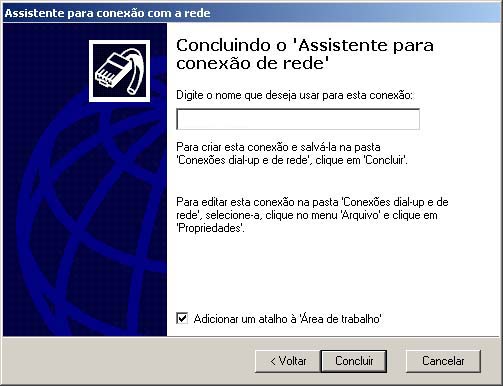 Assistente para conexão com a rede
Concluindo o 'Assistente para
conexão de rede'
Digite o nome que deseja usar para esta conexão:
Para criar esta conexão e salvá-la na pasta
'Conexões dial-up e de rede', clique em 'Concluir'.
Para editar esta conexão na pasta 'Conexões dial-up e de
rede', selecione-a, clique no menu 'Arquivo' e clique em
'Propriedades'.
Adicionar um atalho à 'Área de trabalho'
< Voltar
Concluir
Cancelar